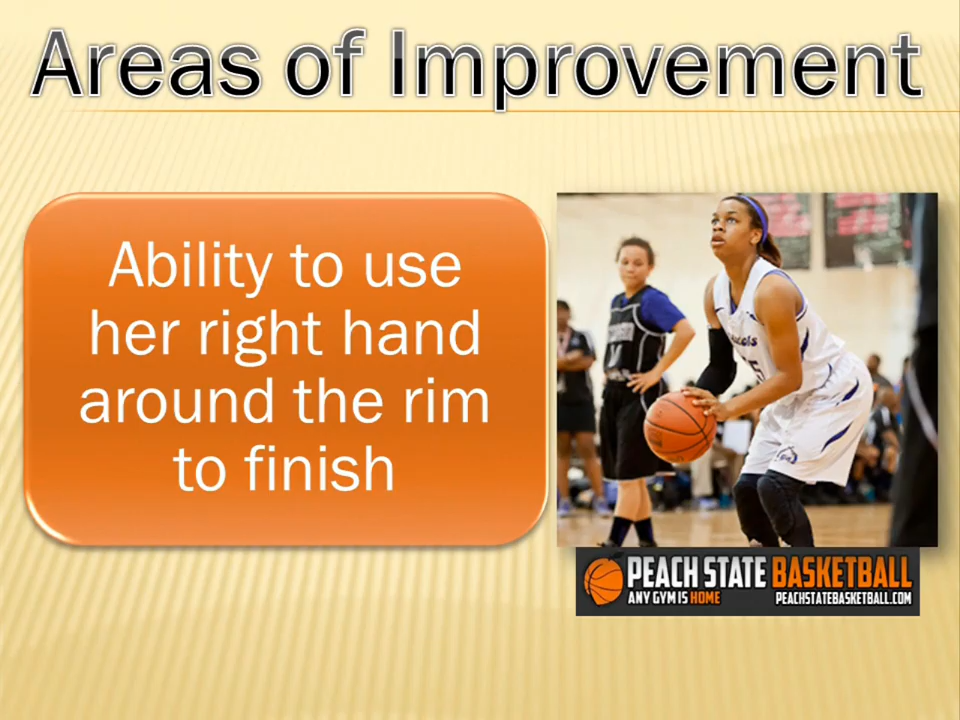 Areas of Improvement
Ability to use
her right hand
around the rim
to finish
PEACH STATE BASKETBALL
ANY GYM IS HOME
PEACHSTATEBASKETBALL.COM